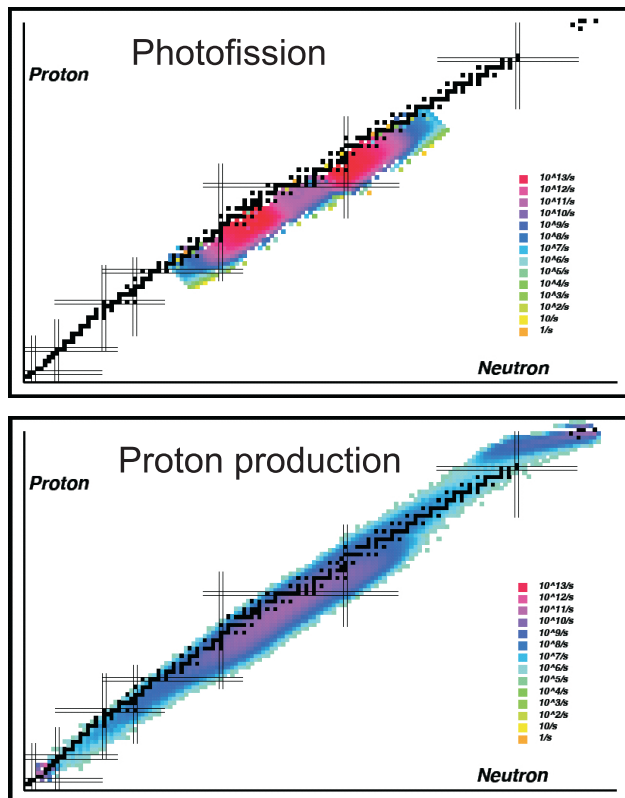 Photofission
Proton
10^13/s
10^12/s
10^11/s
10^10/s
10^9/s
10^8/s
10^7/s
10^6/s
10^5/s
10^4/s
10^3/s
10^2/s
10/s
1/s
Neutron
Proton production
Proton
10^13/s
10^12/s
10^11/s
10^10/s
10^9/s
10^8/s
10^7/s
10^6/s
10^5/s
10^4/s
10^3/s
10^2/s
10/s
1/s
Neutron